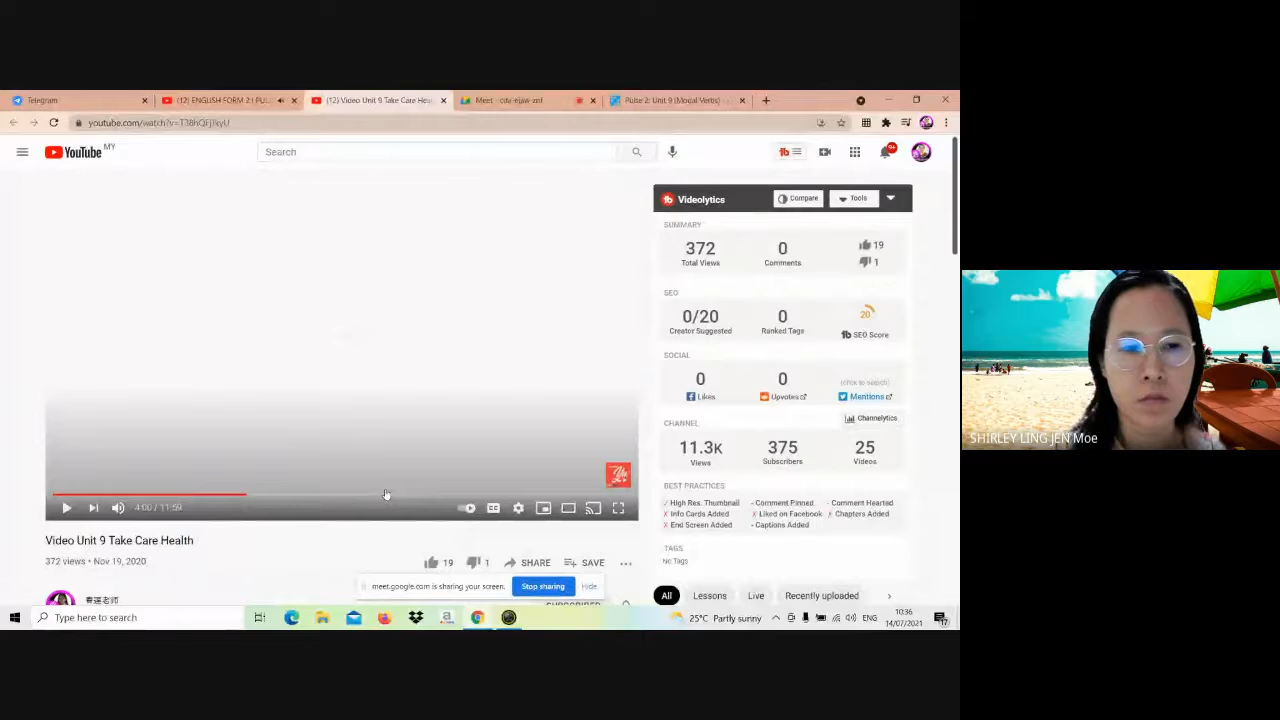 Telegram
(12) ENGLISH FORM 2 | PUL
(12) Video Unit 9 Take Care Heal
Meet - cda-njaw-znf
Pulse 2: Unit 9 (Modal Verbs)
youtube.com/watch?v=
YouTube MY
Search
9+
Videolytics
Compare
Tools
SUMMARY
372
0
19
Total Views
Comments
1
SEO
0/20
0
20
Creator Suggested
Ranked Tags
SEO Score
SOCIAL
0
0
(click to search)
Likes
Upvotes
Mentions
CHANNEL
Channelytics
11.3K
375
25
Views
Subscribers
Videos
BEST PRACTICES
High Res. Thumbnail
- Comment Pinned
- Comment Hearted
x Info Cards Added
x Liked on Facebook
x Chapters Added
x End Screen Added
- Captions Added
TAGS
No Tags
4:00 / 11:59
Video Unit 9 Take Care Health
372 views • Nov 19, 2020
19
1
SHARE
SAVE
meet.google.com is sharing your screen.
Stop sharing
Hide
All
Lessons
Live
Recently uploaded
Type here to search
25°C Partly sunny
ENG
10:36
14/07/2021
17
SHIRLEY LING JEN Moe